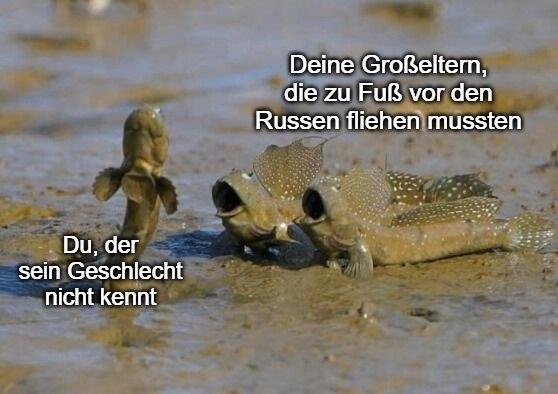 Deine Großeltern,
die zu Fuß vor den
Russen fliehen mussten
Du, der
sein Geschlecht
nicht kennt